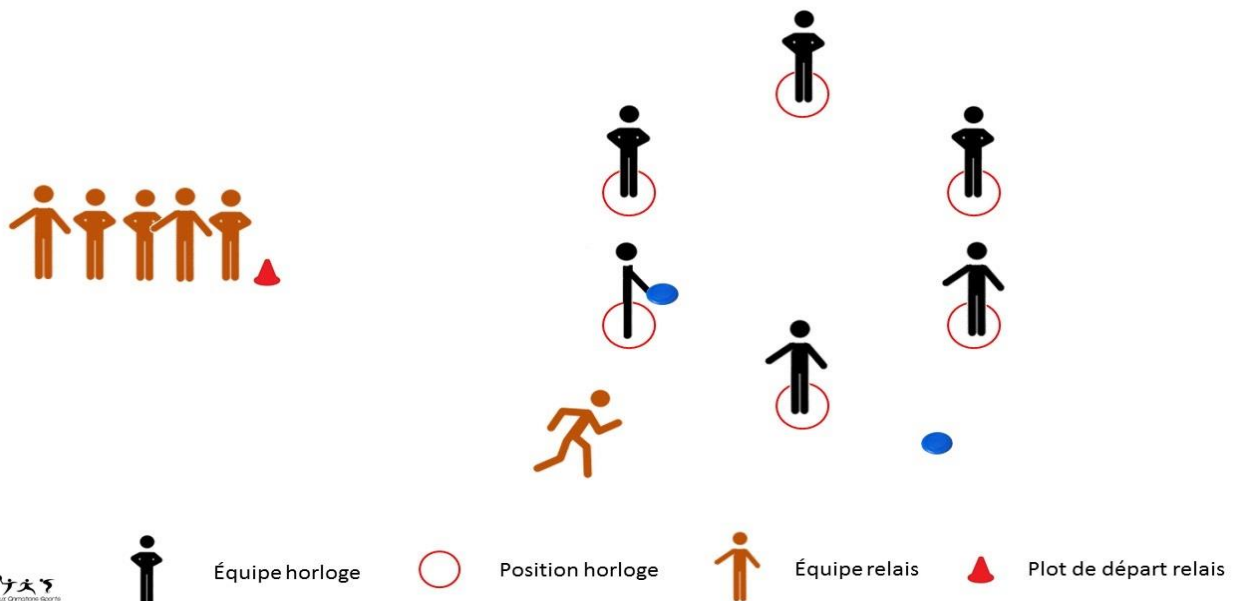 Équipe horloge
Position horloge
Équipe relais
Plot de départ relais